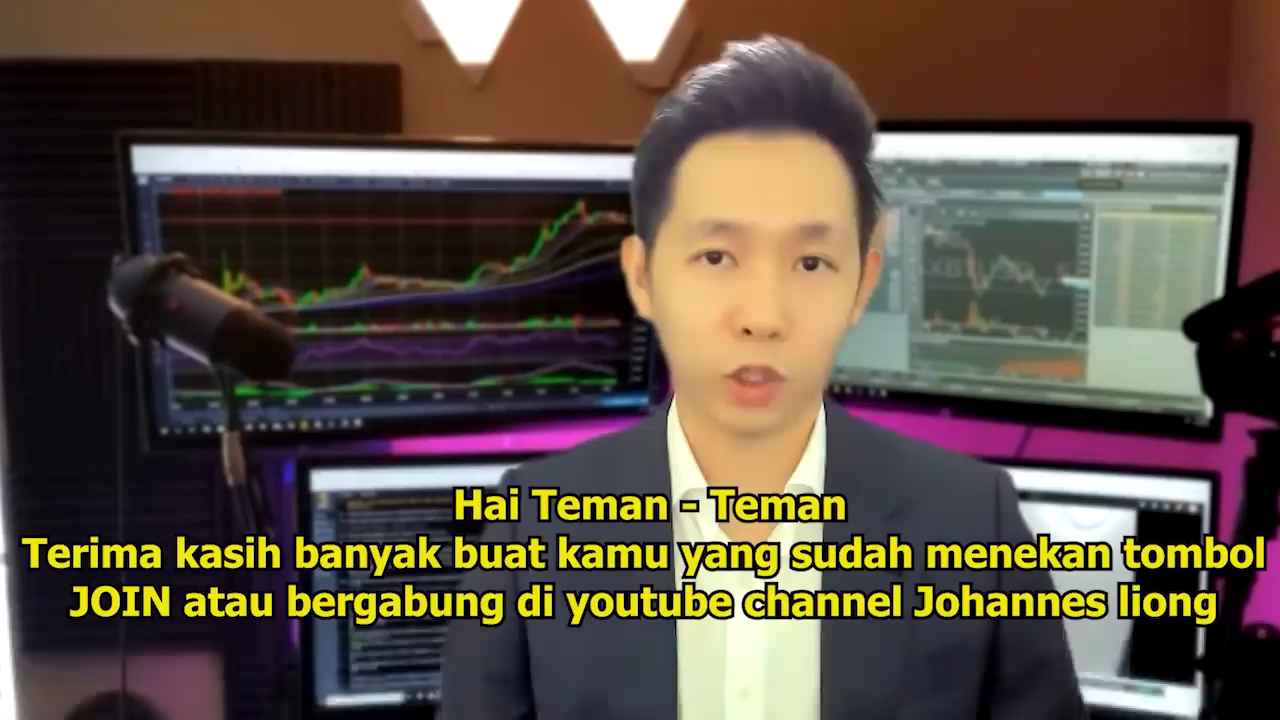 Hai Teman - Teman
Terima kasih banyak buat kamu yang sudah menekan tombol
JOIN atau bergabung di youtube channel Johannes liong